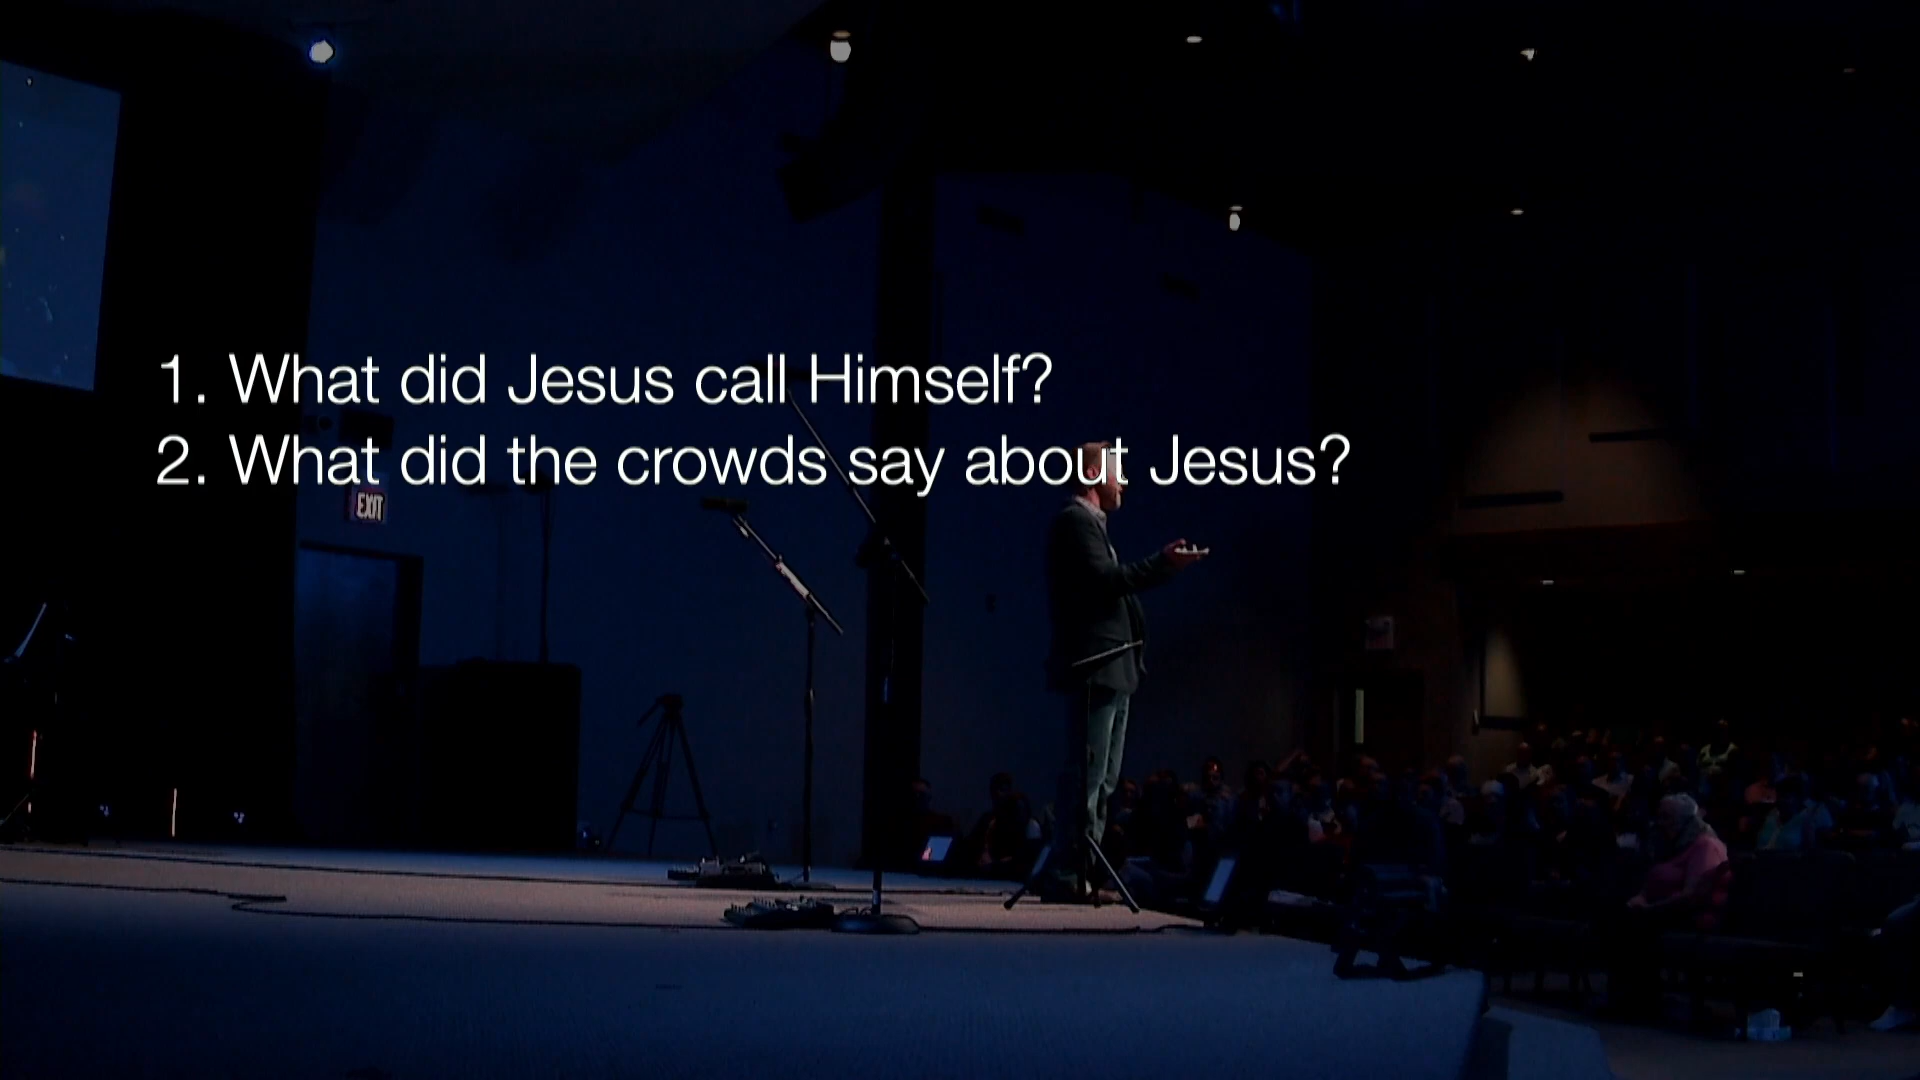 1. What did Jesus call Himself?
2. What did the crowds say about Jesus?
EXIT